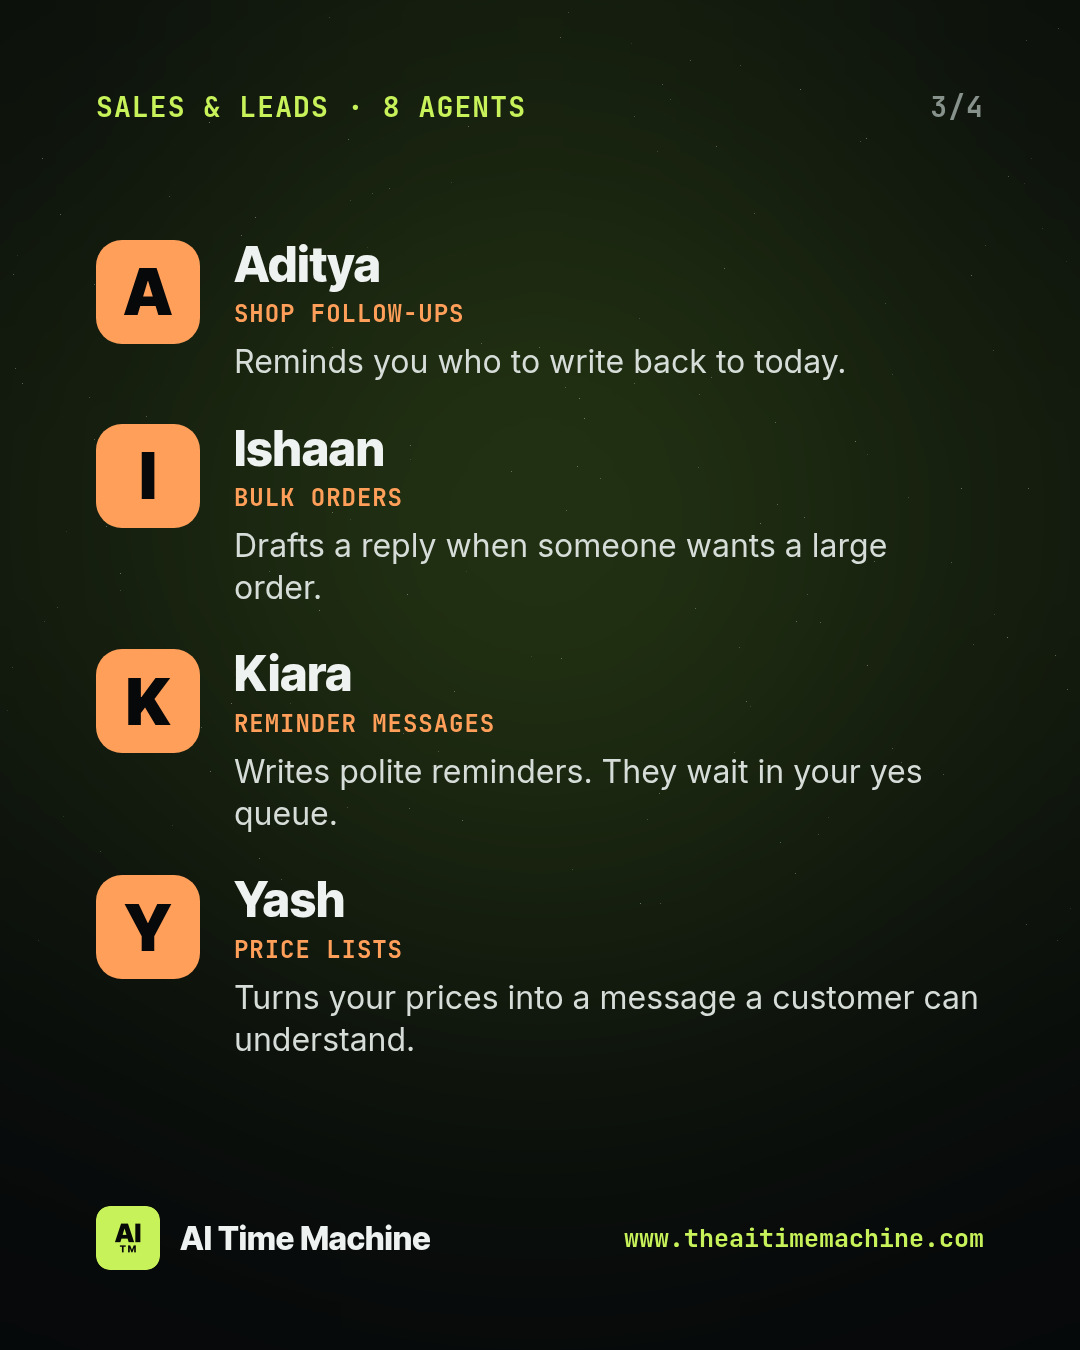 SALES & LEADS · 8 AGENTS
3/4
A
Aditya
SHOP FOLLOW-UPS
Reminds you who to write back to today.
I
Ishaan
BULK ORDERS
Drafts a reply when someone wants a large
order.
K
Kiara
REMINDER MESSAGES
Writes polite reminders. They wait in your yes
queue.
Y
Yash
PRICE LISTS
Turns your prices into a message a customer can
understand.
AI
TM
AI Time Machine
www.theaitimemachine.com